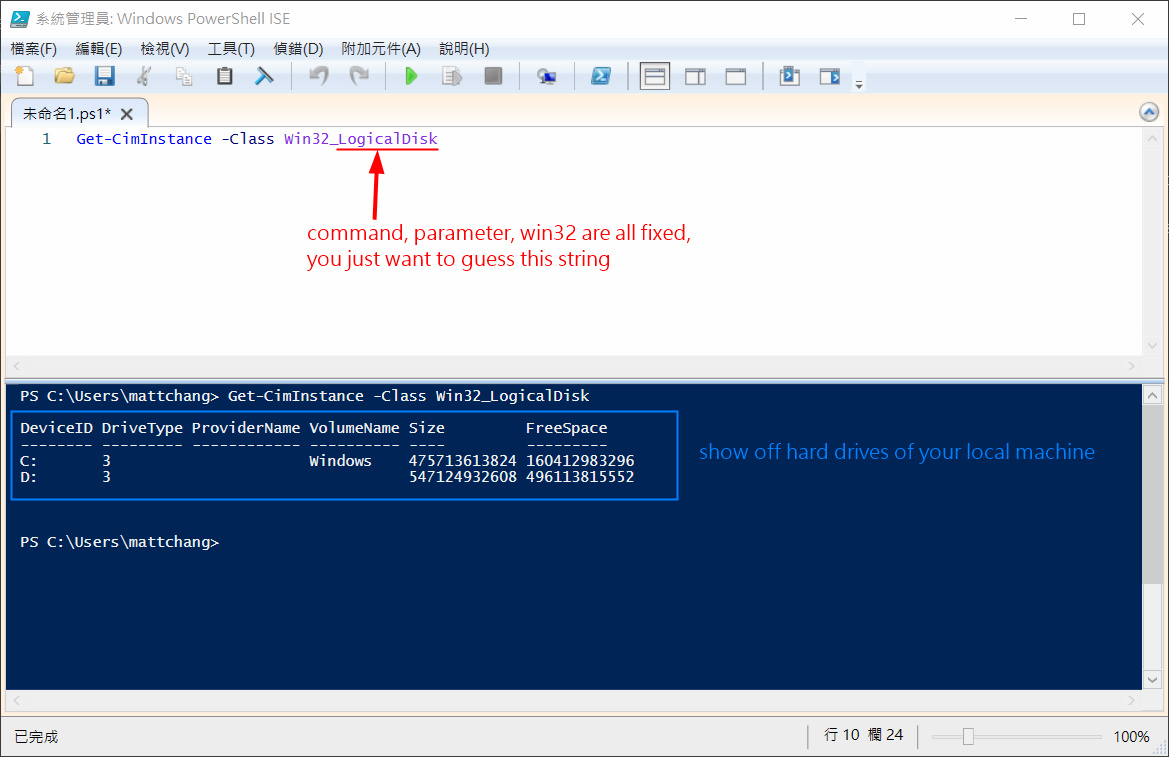 系統管理員: Windows PowerShell ISE
檔案(F) 編輯(E) 檢視(V) 工具(T) 偵錯(D) 附加元件(A) 說明(H)
未命名1.ps1*
1 Get-CimInstance -Class Win32_LogicalDisk
command, parameter, win32 are all fixed,
you just want to guess this string
PS C:\Users\mattchang> Get-CimInstance -Class Win32_LogicalDisk
DeviceID DriveType ProviderName VolumeName Size FreeSpace
-------- --------- ------------ ---------- ---- ---------
C: 3 Windows 475713613824 160412983296
D: 3 547124932608 496113815552
show off hard drives of your local machine
PS C:\Users\mattchang>
已完成 行 10 欄 24 100%